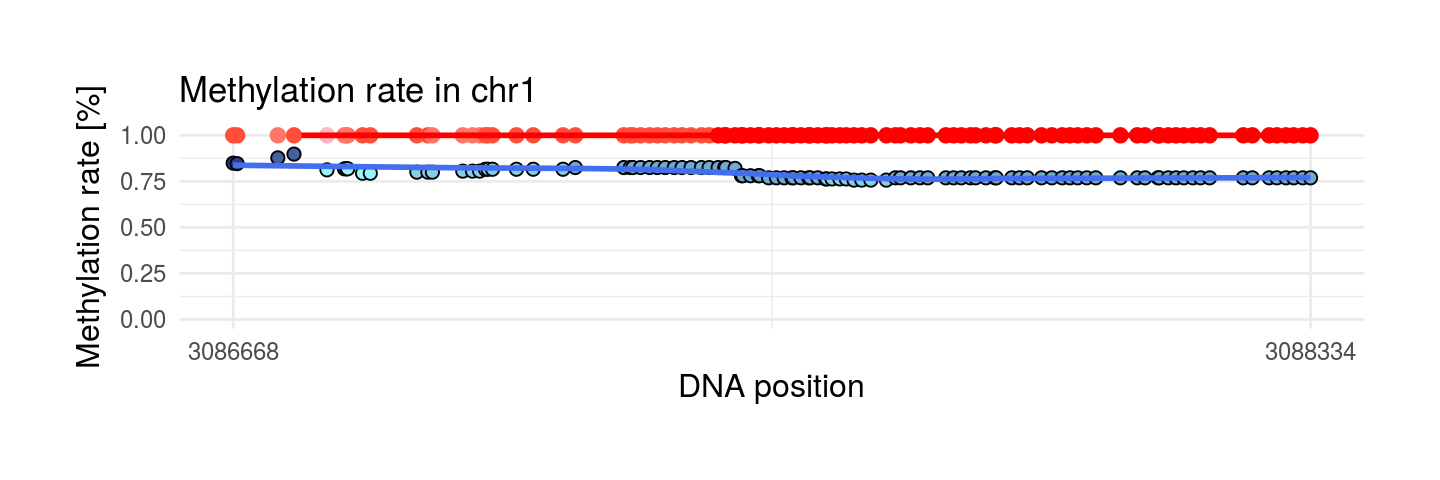 Methylation rate in chr1
Methylation rate [%]
1.00
0.75
0.50
0.25
0.00
3086668
3088334
DNA position